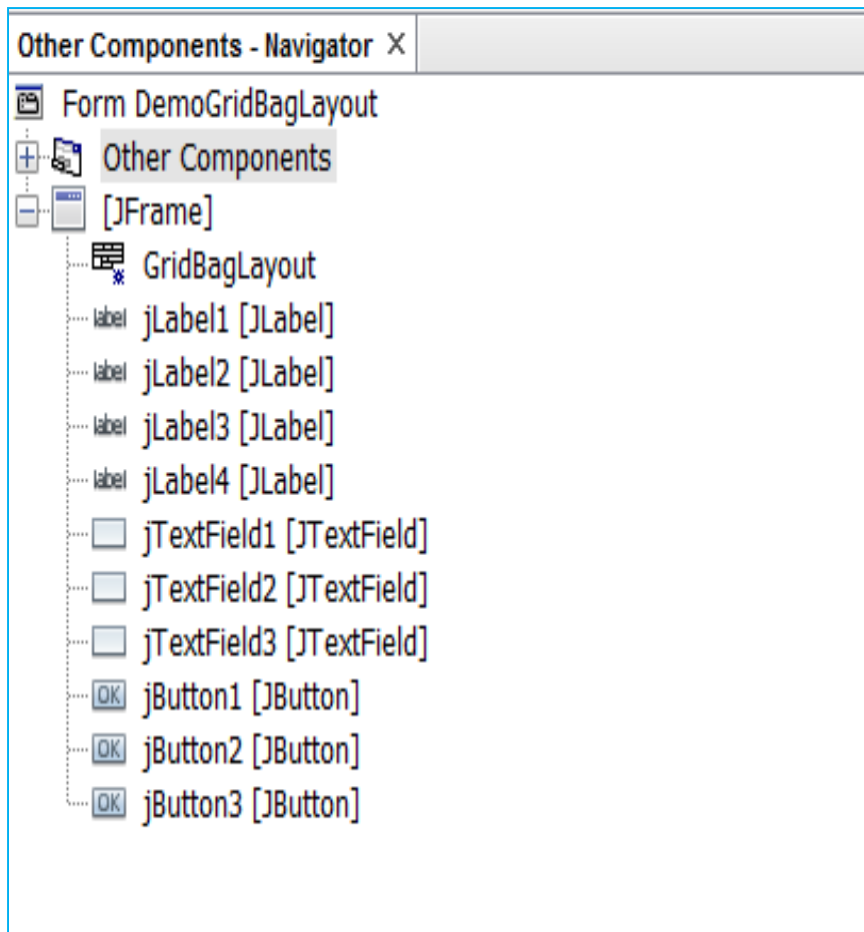 Other Components - Navigator X
Form DemoGridBagLayout
Other Components
[JFrame]
GridBagLayout
label jLabel1 [JLabel]
label jLabel2 [JLabel]
label jLabel3 [JLabel]
label jLabel4 [JLabel]
jTextField1 [JTextField]
jTextField2 [JTextField]
jTextField3 [JTextField]
OK jButton1 [JButton]
OK jButton2 [JButton]
OK jButton3 [JButton]